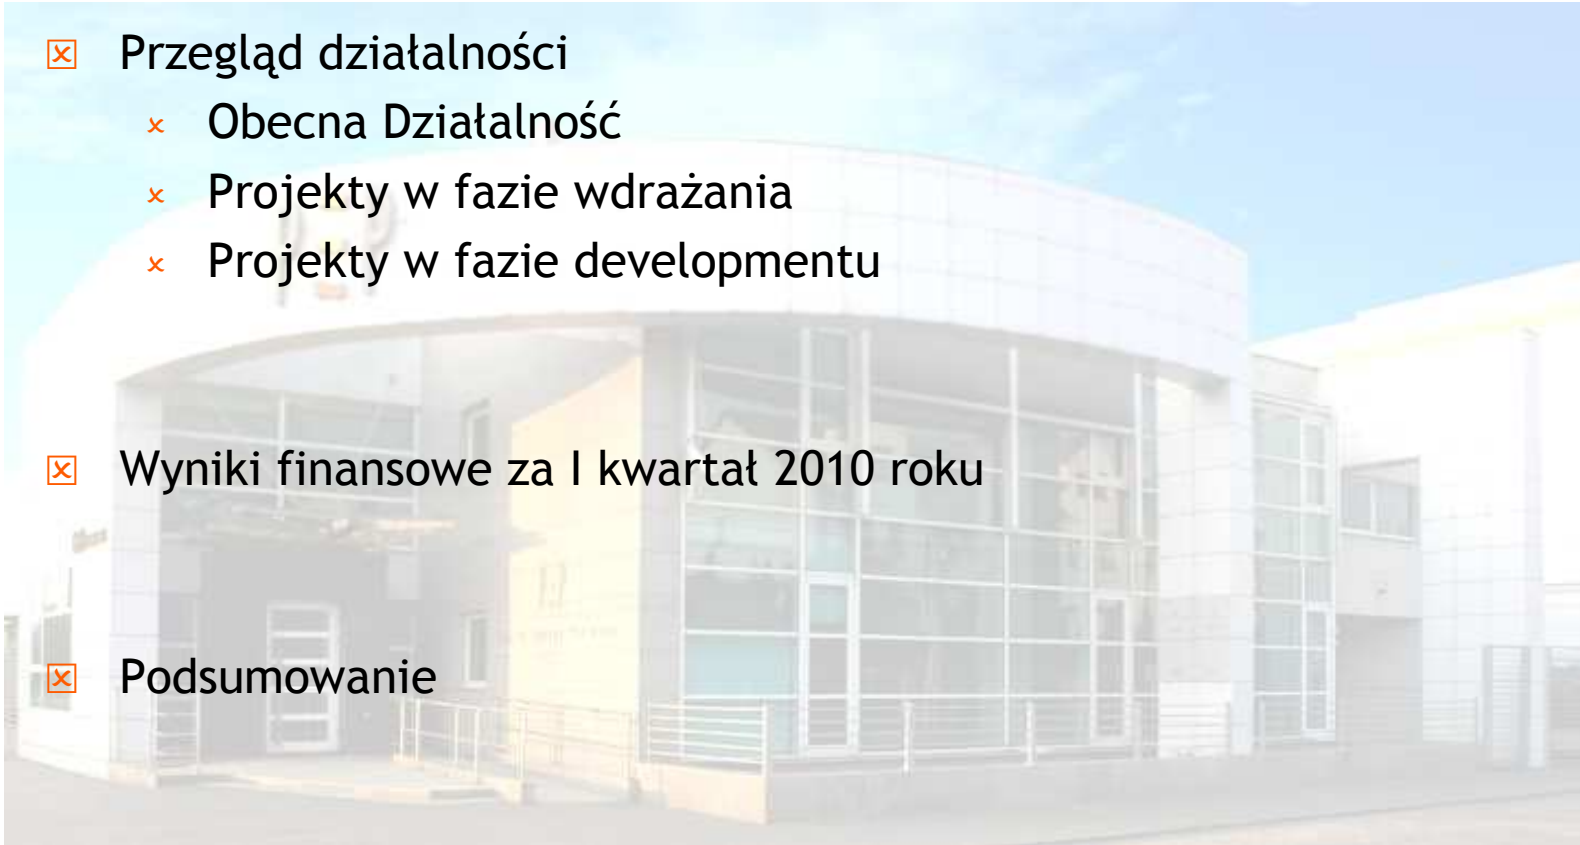 Przegląd działalności
Obecna Działalność
Projekty w fazie wdrażania
Projekty w fazie developmentu
Wyniki finansowe za I kwartał 2010 roku
Podsumowanie